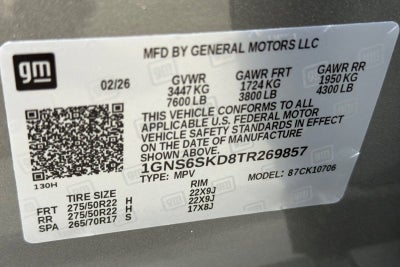 gm
MFD BY GENERAL MOTORS LLC
02/26 GVWR GAWR FRT GAWR RR
3447 KG 1724 KG 1950 KG
7600 LB 3800 LB 4300 LB
THIS VEHICLE CONFORMS TO ALL
APPLICABLE U.S. FEDERAL MOTOR
VEHICLE SAFETY STANDARDS IN EFFECT
ON THE DATE OF MANUFACTURE
SHOWN ABOVE.
1GNS6SKD8TR269857
130H TYPE: MPV MODEL: 87CK10706
TIRE SIZE RIM
FRT 275/50R22 H 22X9J
RR 275/50R22 H 22X9J
SPA 265/70R17 S 17X8J